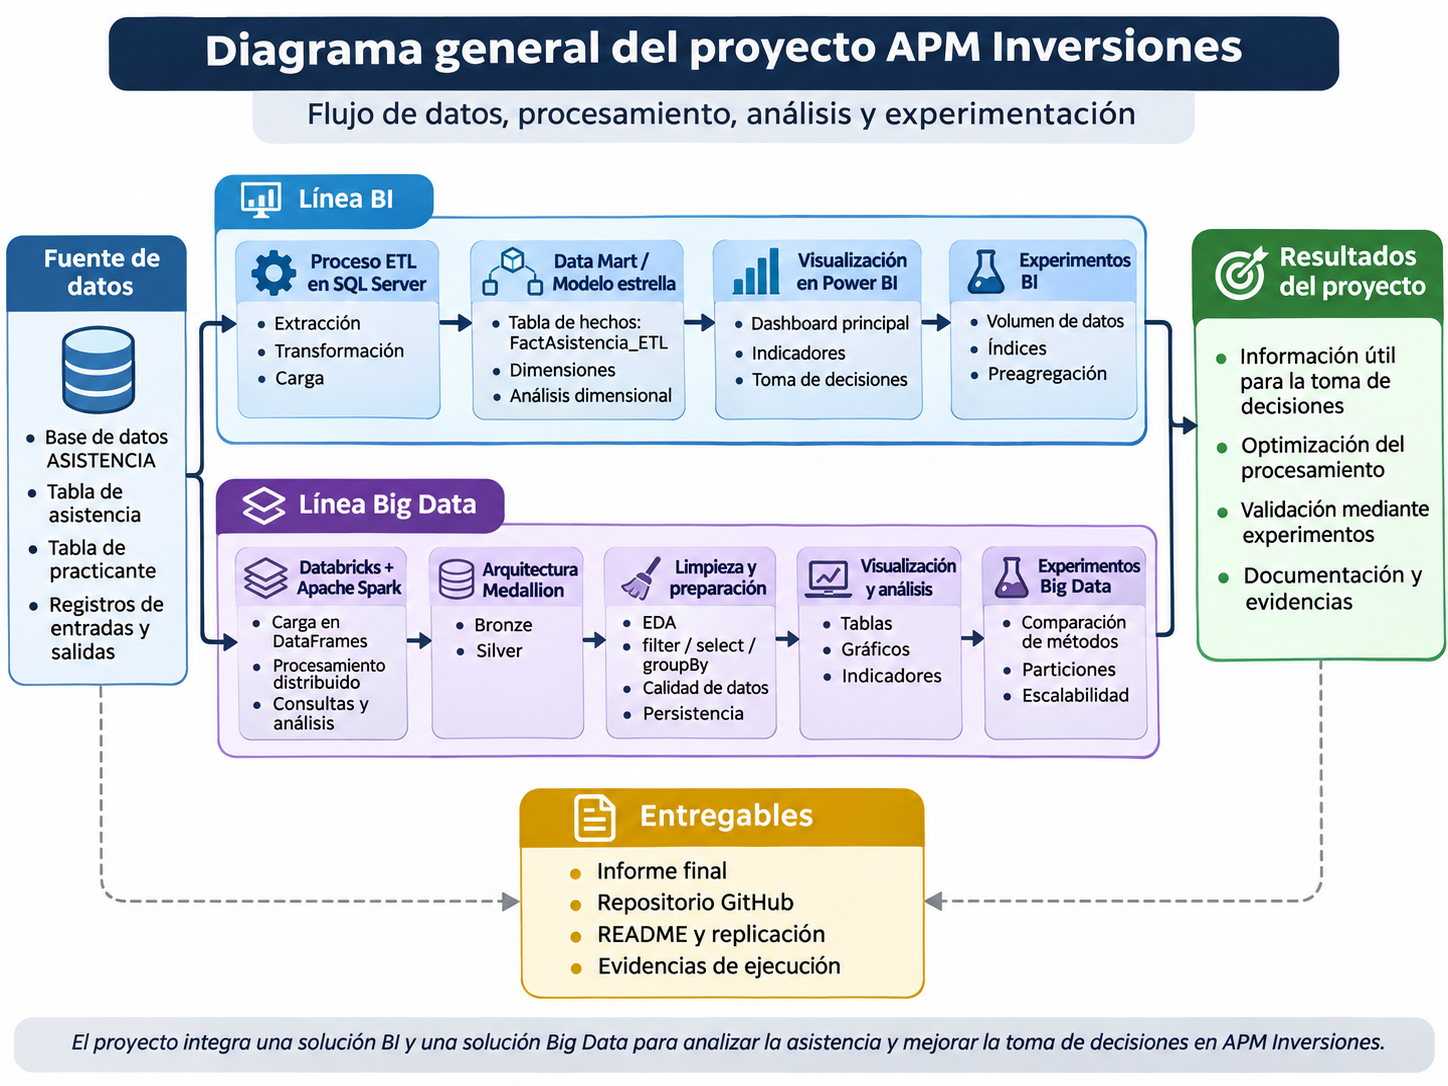 Diagrama general del proyecto APM Inversiones
Flujo de datos, procesamiento, análisis y experimentación
Fuente de
datos
• Base de datos
ASISTENCIA
• Tabla de
asistencia
• Tabla de
practicante
• Registros de
entradas y
salidas
Línea BI
Proceso ETL
en SQL Server
• Extracción
• Transformación
• Carga
Data Mart /
Modelo estrella
• Tabla de hechos:
FactAsistencia_ETL
• Dimensiones
• Análisis dimensional
Visualización
en Power BI
• Dashboard principal
• Indicadores
• Toma de decisiones
Experimentos
BI
• Volumen de datos
• Índices
• Preagregación
Línea Big Data
Databricks +
Apache Spark
• Carga en
DataFrames
• Procesamiento
distribuido
• Consultas y
análisis
Arquitectura
Medallion
• Bronze
• Silver
Limpieza y
preparación
• EDA
• filter / select /
groupBy
• Calidad de datos
• Persistencia
Visualización
y análisis
• Tablas
• Gráficos
• Indicadores
Experimentos
Big Data
• Comparación
de métodos
• Particiones
• Escalabilidad
Resultados
del proyecto
• Información útil
para la toma de
decisiones
• Optimización del
procesamiento
• Validación mediante
experimentos
• Documentación y
evidencias
Entregables
• Informe final
• Repositorio GitHub
• README y replicación
• Evidencias de ejecución
El proyecto integra una solución BI y una solución Big Data para analizar la asistencia y mejorar la toma de decisiones en APM Inversiones.